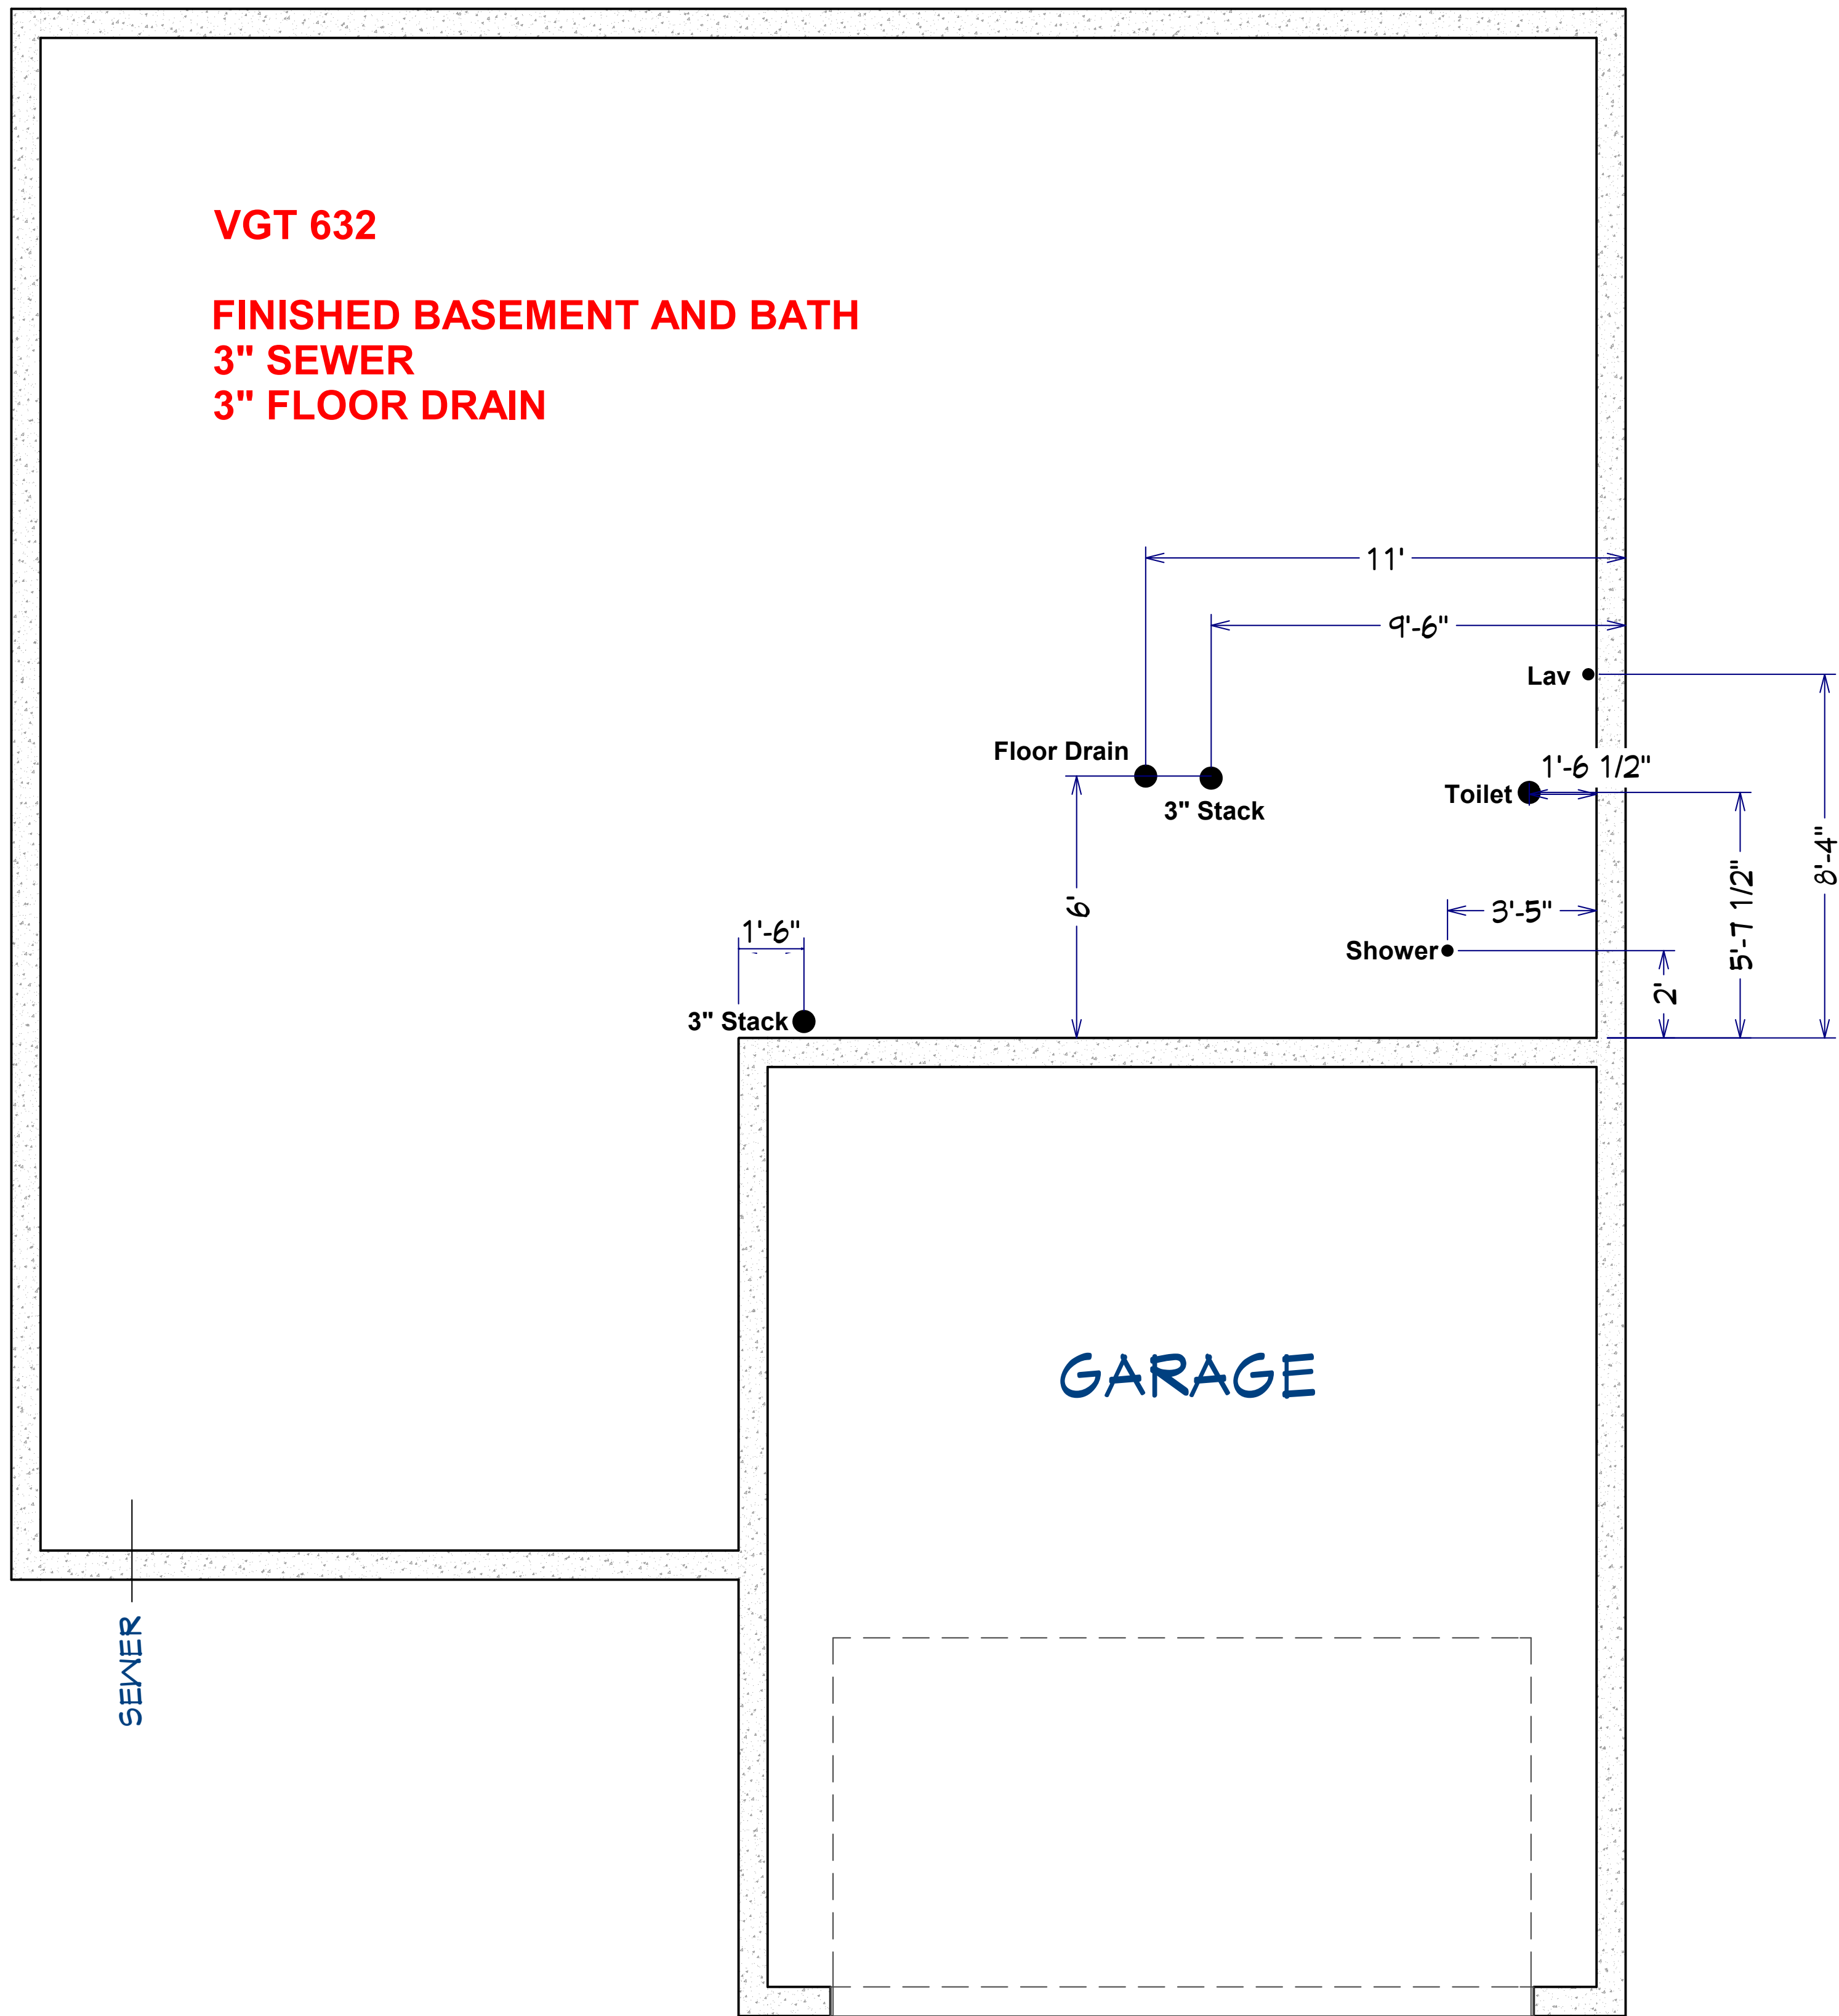 VGT 632
FINISHED BASEMENT AND BATH
3" SEWER
3" FLOOR DRAIN
11'
9'-6"
Lav
Floor Drain
1'-6 1/2"
Toilet
3" Stack
8'-4"
5'-7 1/2"
6'
3'-5"
1'-6"
Shower
2'
3" Stack
GARAGE
SEWER